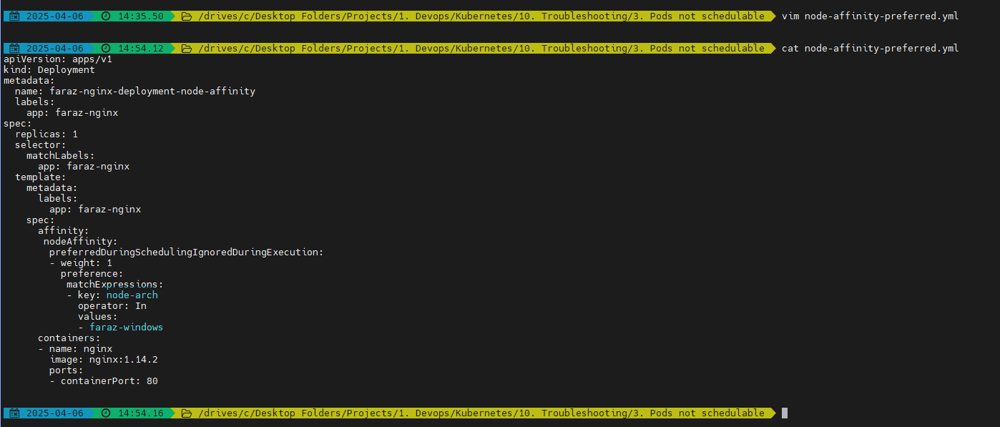 2025-04-06 14:35.50 /drives/c/Desktop Folders/Projects/1. Devops/Kubernetes/10. Troubleshooting/3. Pods not schedulable vim node-affinity-preferred.yml
2025-04-06 14:54.12 /drives/c/Desktop Folders/Projects/1. Devops/Kubernetes/10. Troubleshooting/3. Pods not schedulable cat node-affinity-preferred.yml
apiVersion: apps/v1
kind: Deployment
metadata:
  name: faraz-nginx-deployment-node-affinity
  labels:
    app: faraz-nginx
spec:
  replicas: 1
  selector:
    matchLabels:
      app: faraz-nginx
  template:
    metadata:
      labels:
        app: faraz-nginx
    spec:
      affinity:
       nodeAffinity:
        preferredDuringSchedulingIgnoredDuringExecution:
        - weight: 1
          preference:
           matchExpressions:
           - key: node-arch
             operator: In
             values:
             - faraz-windows
      containers:
      - name: nginx
        image: nginx:1.14.2
        ports:
        - containerPort: 80
2025-04-06 14:54.16 /drives/c/Desktop Folders/Projects/1. Devops/Kubernetes/10. Troubleshooting/3. Pods not schedulable